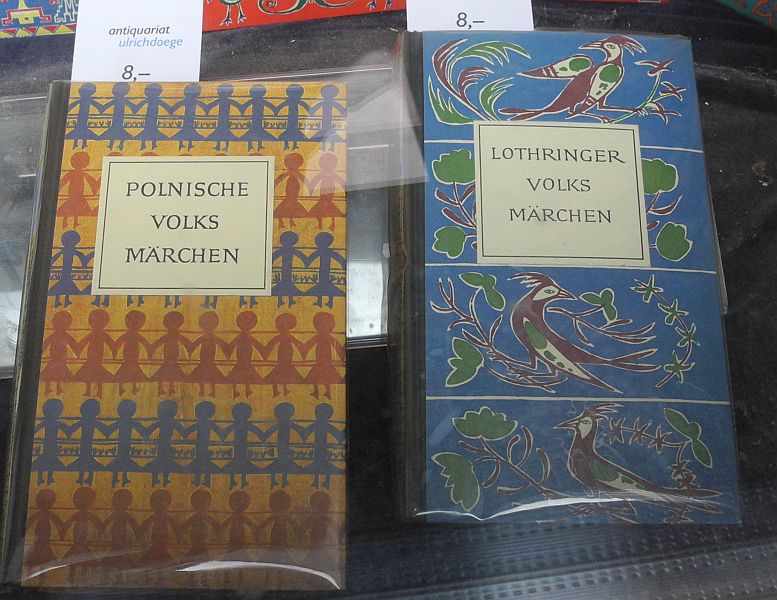 antiquariat
ulrichdoege
8,–
8,–
POLNISCHE
VOLKS
MÄRCHEN
LOTHRINGER
VOLKS
MÄRCHEN